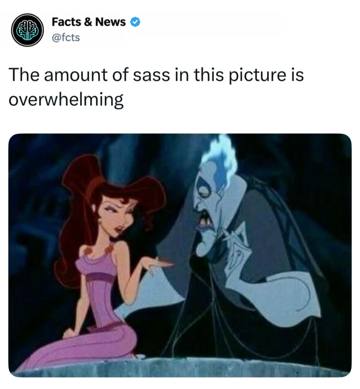 Facts & News
@fcts
The amount of sass in this picture is
overwhelming